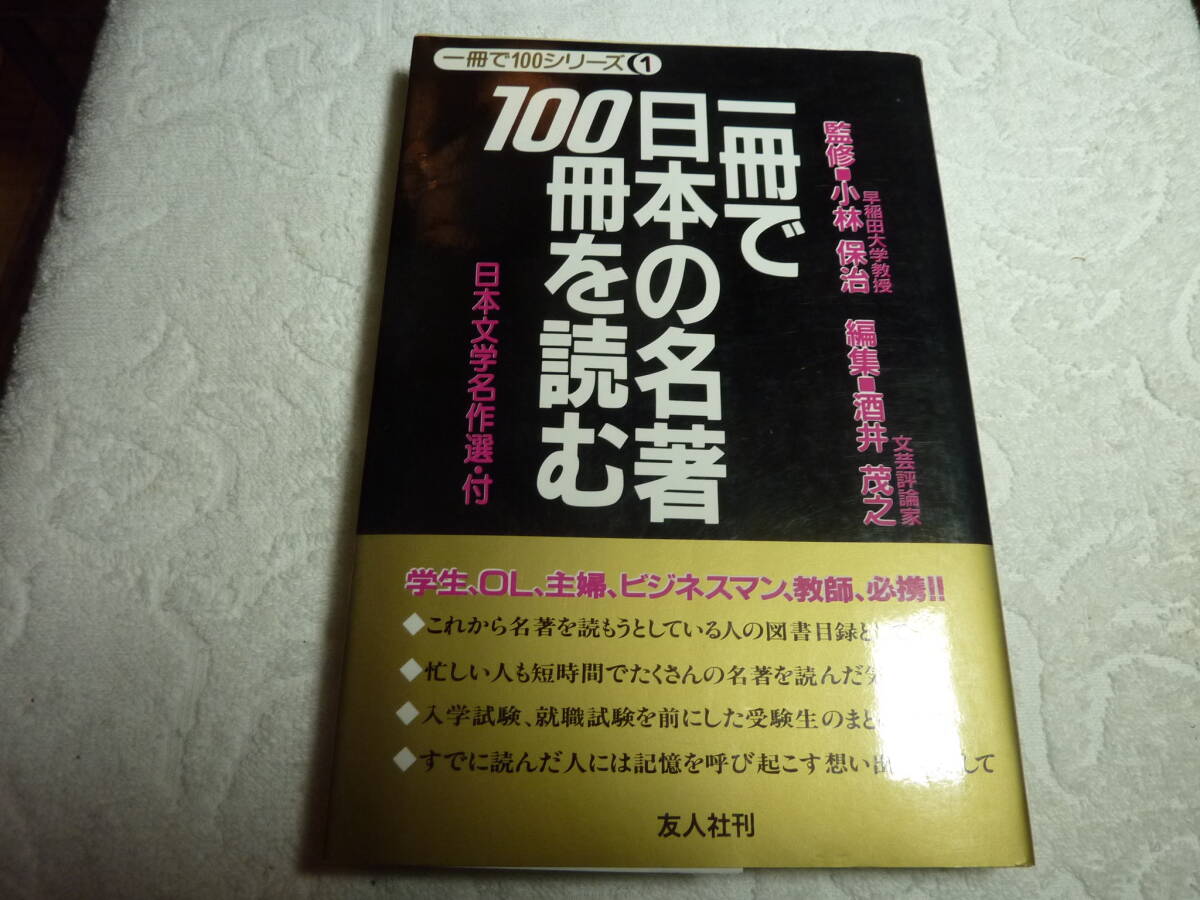 一冊で100シリーズ 1
一冊で
日本の名著
100冊を読む
日本文学名作選・付
監修■小林 保治
早稲田大学教授
編集■酒井 茂之
文芸評論家
学生、OL、主婦、ビジネスマン、教師、必携!!
◆これから名著を読もうとしている人の図書目録と
◆忙しい人も短時間でたくさんの名著を読んだ
◆入学試験、就職試験を前にした受験生のまと
◆すでに読んだ人には記憶を呼び起こす想い出 して
友人社刊